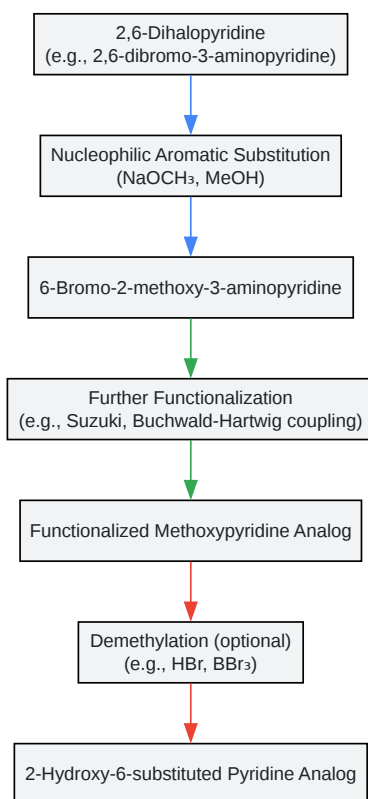 2,6-Dihalopyridine
(e.g., 2,6-dibromo-3-aminopyridine)
Nucleophilic Aromatic Substitution
(NaOCH₃, MeOH)
6-Bromo-2-methoxy-3-aminopyridine
Further Functionalization
(e.g., Suzuki, Buchwald-Hartwig coupling)
Functionalized Methoxypyridine Analog
Demethylation (optional)
(e.g., HBr, BBr₃)
2-Hydroxy-6-substituted Pyridine Analog